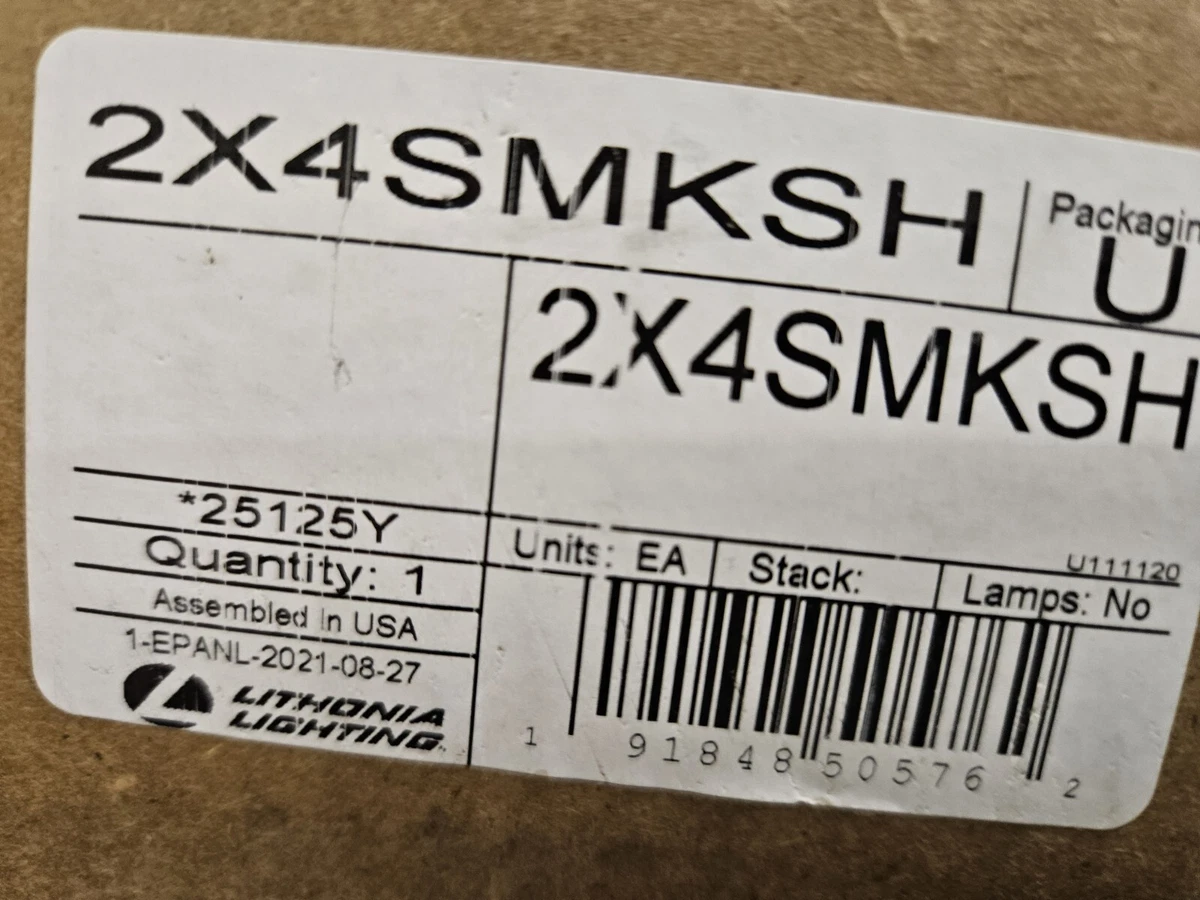 2X4SMKSH
U
2X4SMKSH
*25125Y
Quantity: 1
Assembled In USA
1-EPANL-2021-08-27
LITHONIA
LIGHTING
U111120
Units: EA
Stack:
Lamps: No
1 91848 50576 2